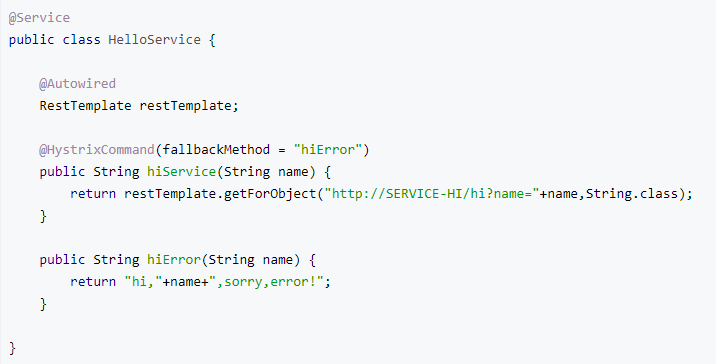 @Service
public class HelloService {
@Autowired
RestTemplate restTemplate;
@HystrixCommand(fallbackMethod = "hiError")
public String hiService(String name) {
return restTemplate.getForObject("http://SERVICE-HI/hi?name="+name,String.class);
}
public String hiError(String name) {
return "hi,"+name+",sorry,error!";
}
}